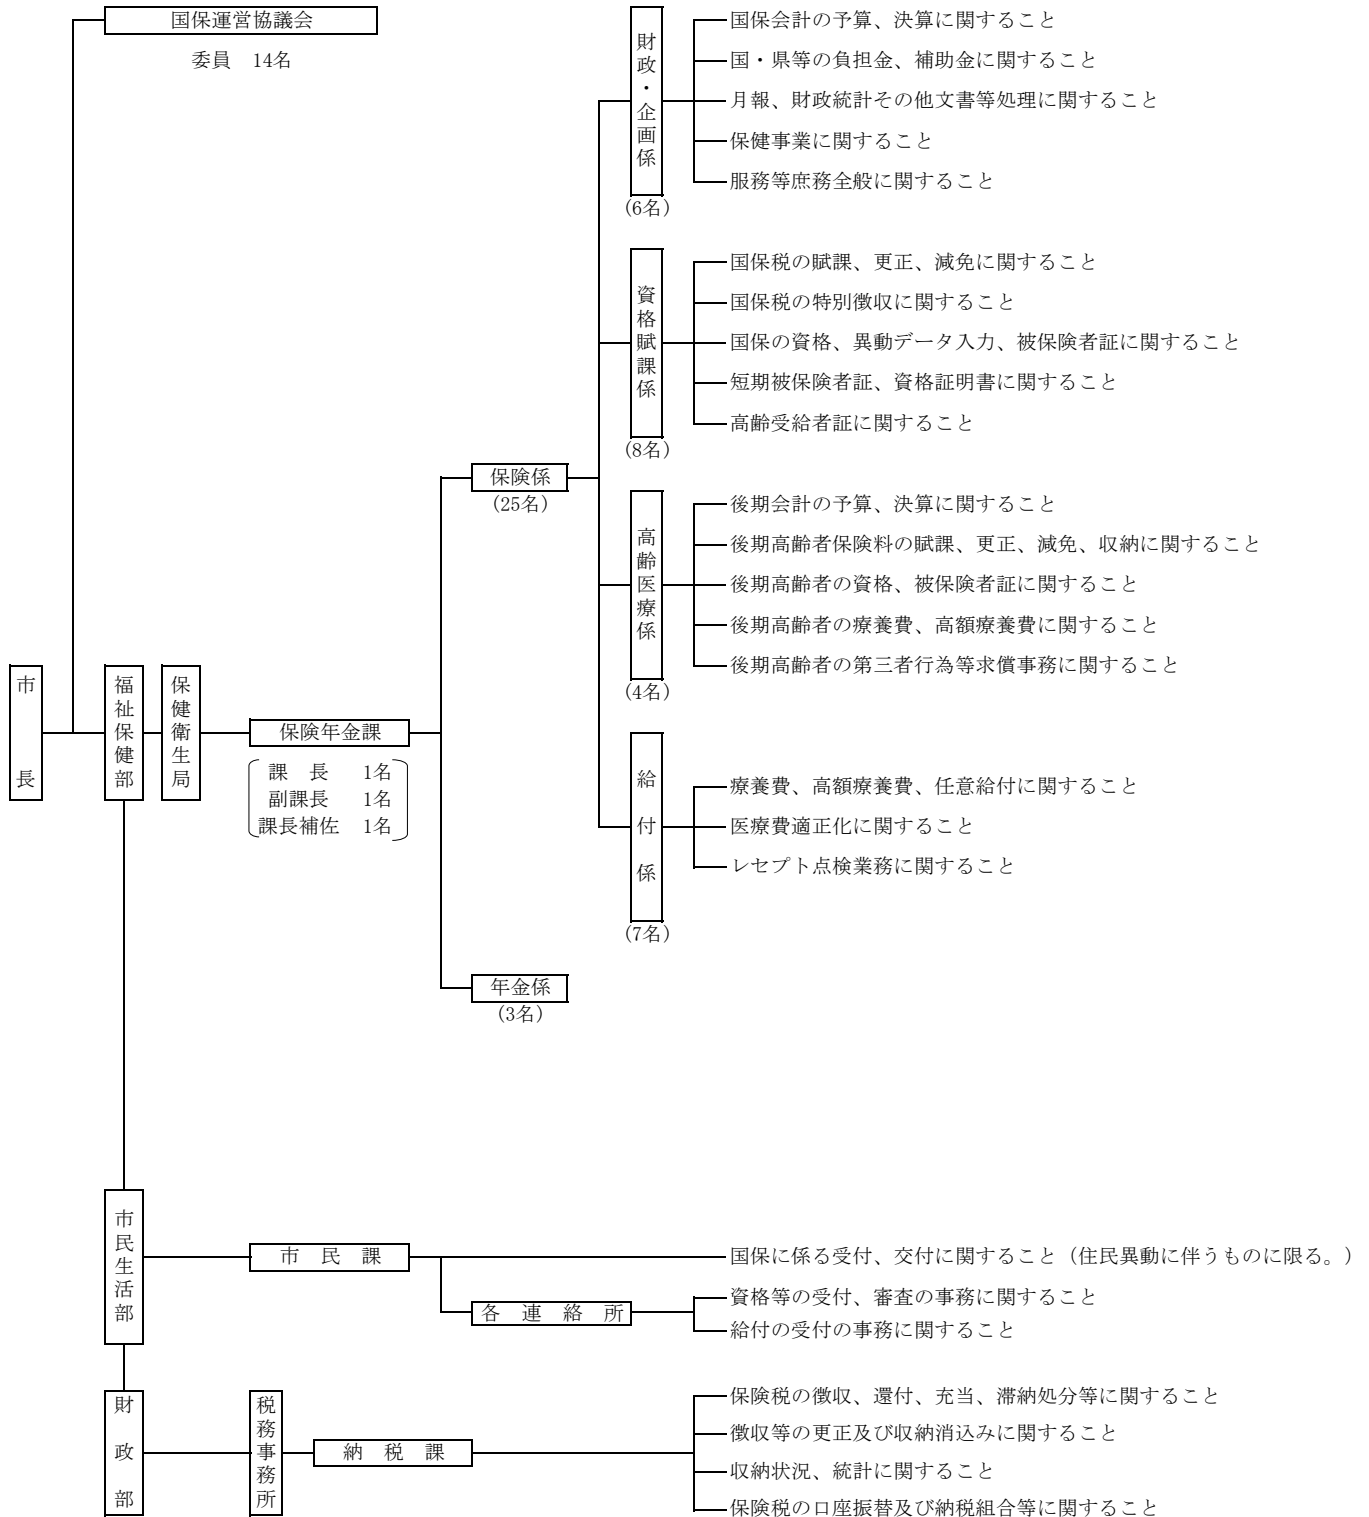 国保運営協議会
委員　14名
市長
福祉保健部
保健衛生局
保険年金課
課　長　1名
副課長　1名
課長補佐　1名
保険係
(25名)
財政・企画係
(6名)
国保会計の予算、決算に関すること
国・県等の負担金、補助金に関すること
月報、財政統計その他文書等処理に関すること
保健事業に関すること
服務等庶務全般に関すること
資格賦課係
(8名)
国保税の賦課、更正、減免に関すること
国保税の特別徴収に関すること
国保の資格、異動データ入力、被保険者証に関すること
短期被保険者証、資格証明書に関すること
高齢受給者証に関すること
高齢医療係
(4名)
後期会計の予算、決算に関すること
後期高齢者保険料の賦課、更正、減免、収納に関すること
後期高齢者の資格、被保険者証に関すること
後期高齢者の療養費、高額療養費に関すること
後期高齢者の第三者行為等求償事務に関すること
給付係
(7名)
療養費、高額療養費、任意給付に関すること
医療費適正化に関すること
レセプト点検業務に関すること
年金係
(3名)
市民生活部
市　民　課
国保に係る受付、交付に関すること（住民異動に伴うものに限る。）
各　連　絡　所
資格等の受付、審査の事務に関すること
給付の受付の事務に関すること
財政部
税務事務所
納　税　課
保険税の徴収、還付、充当、滞納処分等に関すること
徴収等の更正及び収納消込みに関すること
収納状況、統計に関すること
保険税の口座振替及び納税組合等に関すること